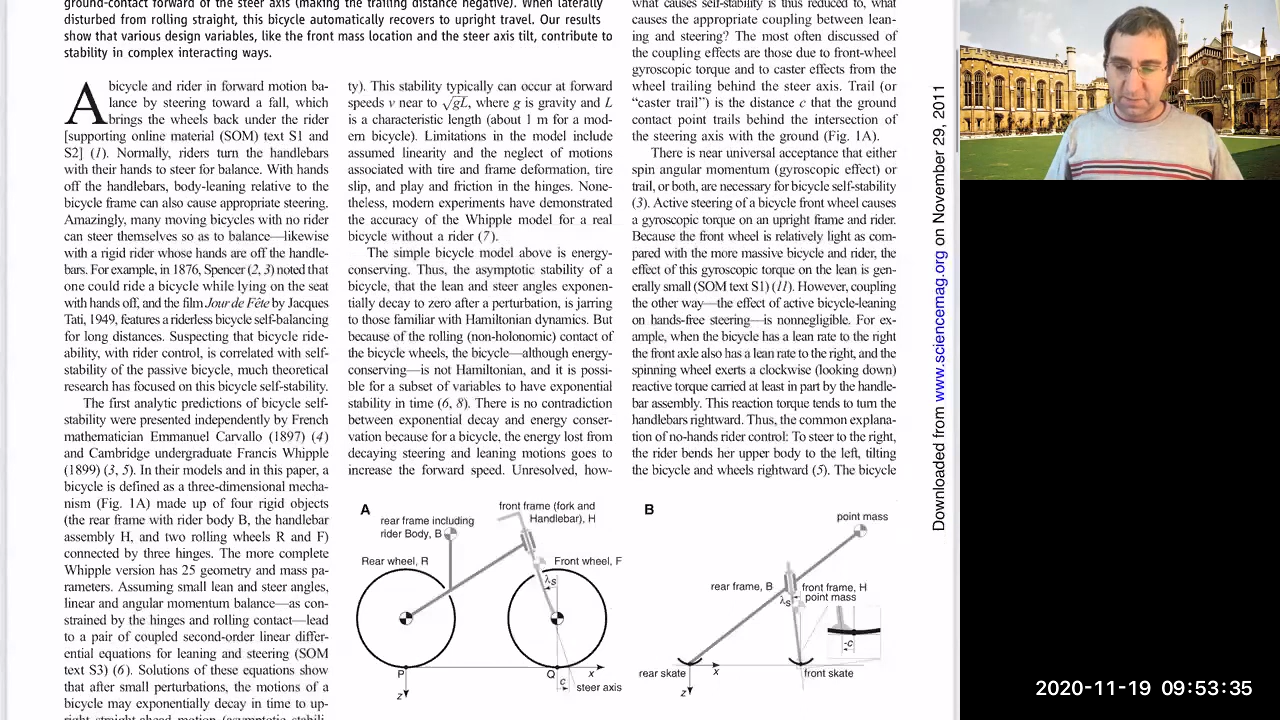 ground-contact forward of the steer axis (making the trailing distance negative). When laterally
disturbed from rolling straight, this bicycle automatically recovers to upright travel. Our results
show that various design variables, like the front mass location and the steer axis tilt, contribute to
stability in complex interacting ways.
A bicycle and rider in forward motion ba-
lance by steering toward a fall, which
brings the wheels back under the rider
[supporting online material (SOM) text S1 and
S2] (1). Normally, riders turn the handlebars
with their hands to steer for balance. With hands
off the handlebars, body-leaning relative to the
bicycle frame can also cause appropriate steering.
Amazingly, many moving bicycles with no rider
can steer themselves so as to balance—likewise
with a rigid rider whose hands are off the handle-
bars. For example, in 1876, Spencer (2, 3) noted that
one could ride a bicycle while lying on the seat
with hands off, and the film Jour de Fête by Jacques
Tati, 1949, features a riderless bicycle self-balancing
for long distances. Suspecting that bicycle ride-
ability, with rider control, is correlated with self-
stability of the passive bicycle, much theoretical
research has focused on this bicycle self-stability.
The first analytic predictions of bicycle self-
stability were presented independently by French
mathematician Emmanuel Carvallo (1897) (4)
and Cambridge undergraduate Francis Whipple
(1899) (3, 5). In their models and in this paper, a
bicycle is defined as a three-dimensional mecha-
nism (Fig. 1A) made up of four rigid objects
(the rear frame with rider body B, the handlebar
assembly H, and two rolling wheels R and F)
connected by three hinges. The more complete
Whipple version has 25 geometry and mass pa-
rameters. Assuming small lean and steer angles,
linear and angular momentum balance—as con-
strained by the hinges and rolling contact—lead
to a pair of coupled second-order linear differ-
ential equations for leaning and steering (SOM
text S3) (6). Solutions of these equations show
that after small perturbations, the motions of a
bicycle may exponentially decay in time to up-
right straight-ahead motion (asymptotic stabili-
ty). This stability typically can occur at forward
speeds v near to √gL, where g is gravity and L
is a characteristic length (about 1 m for a mod-
ern bicycle). Limitations in the model include
assumed linearity and the neglect of motions
associated with tire and frame deformation, tire
slip, and play and friction in the hinges. None-
theless, modern experiments have demonstrated
the accuracy of the Whipple model for a real
bicycle without a rider (7).
The simple bicycle model above is energy-
conserving. Thus, the asymptotic stability of a
bicycle, that the lean and steer angles exponen-
tially decay to zero after a perturbation, is jarring
to those familiar with Hamiltonian dynamics. But
because of the rolling (non-holonomic) contact of
the bicycle wheels, the bicycle—although energy-
conserving—is not Hamiltonian, and it is possi-
ble for a subset of variables to have exponential
stability in time (6, 8). There is no contradiction
between exponential decay and energy conser-
vation because for a bicycle, the energy lost from
decaying steering and leaning motions goes to
increase the forward speed. Unresolved, how-
what causes self-stability is thus reduced to, what
causes the appropriate coupling between lean-
ing and steering? The most often discussed of
the coupling effects are those due to front-wheel
gyroscopic torque and to caster effects from the
wheel trailing behind the steer axis. Trail (or
“caster trail”) is the distance c that the ground
contact point trails behind the intersection of
the steering axis with the ground (Fig. 1A).
There is near universal acceptance that either
spin angular momentum (gyroscopic effect) or
trail, or both, are necessary for bicycle self-stability
(3). Active steering of a bicycle front wheel causes
a gyroscopic torque on an upright frame and rider.
Because the front wheel is relatively light as com-
pared with the more massive bicycle and rider, the
effect of this gyroscopic torque on the lean is gen-
erally small (SOM text S1) (11). However, coupling
the other way—the effect of active bicycle-leaning
on hands-free steering—is nonnegligible. For ex-
ample, when the bicycle has a lean rate to the right
the front axle also has a lean rate to the right, and the
spinning wheel exerts a clockwise (looking down)
reactive torque carried at least in part by the handle-
bar assembly. This reaction torque tends to turn the
handlebars rightward. Thus, the common explana-
tion of no-hands rider control: To steer to the right,
the rider bends her upper body to the left, tilting
the bicycle and wheels rightward (5). The bicycle
Downloaded from www.sciencemag.org on November 29, 2011
A
rear frame including
rider Body, B
front frame (fork and
Handlebar), H
Rear wheel, R
Front wheel, F
λs
P
Q
x
z
c
steer axis
B
point mass
rear frame, B
front frame, H
point mass
λs
-c
rear skate
x
front skate
z
2020-11-19 09:53:35